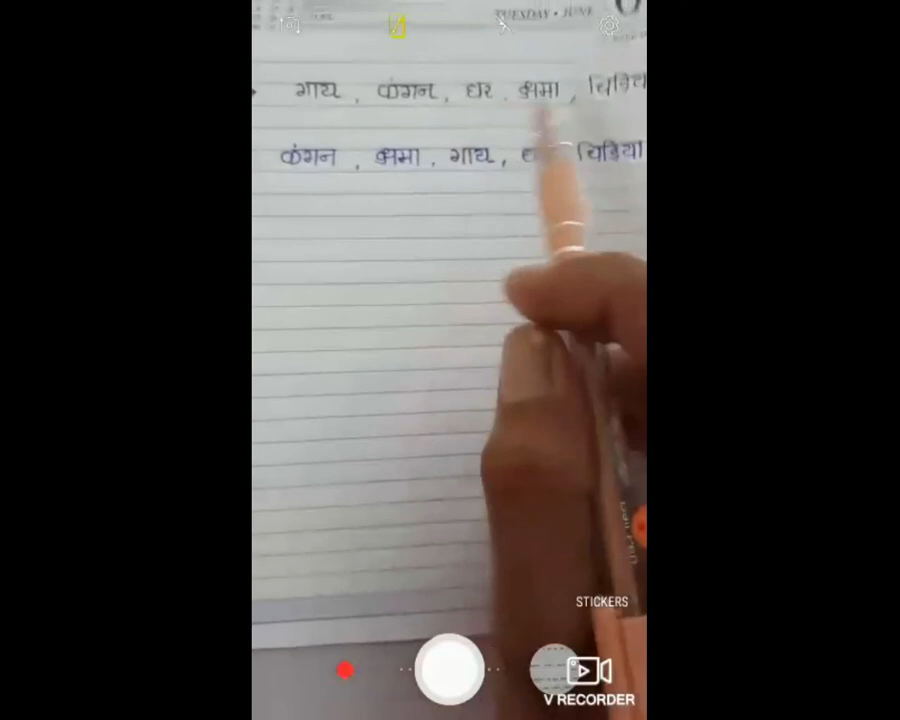 TUESDAY • JUNE
गाय, कंगन, घर, क्षमा,
कंगन, क्षमा, गाय, चिडिया
STICKERS
V RECORDER